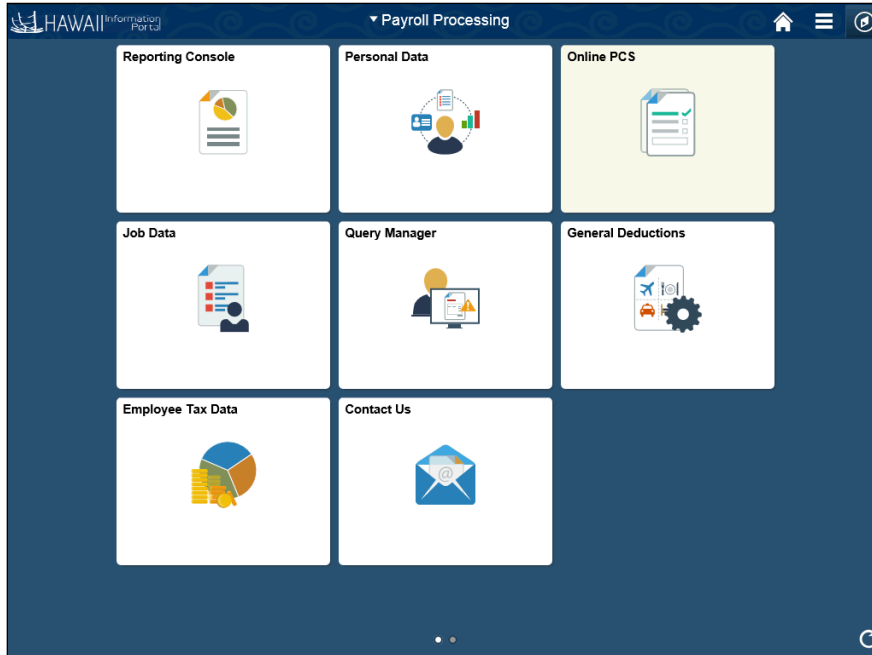 HAWAII Information
Portal
Payroll Processing
Reporting Console
Personal Data
Online PCS
Job Data
Query Manager
General Deductions
Employee Tax Data
Contact Us
@